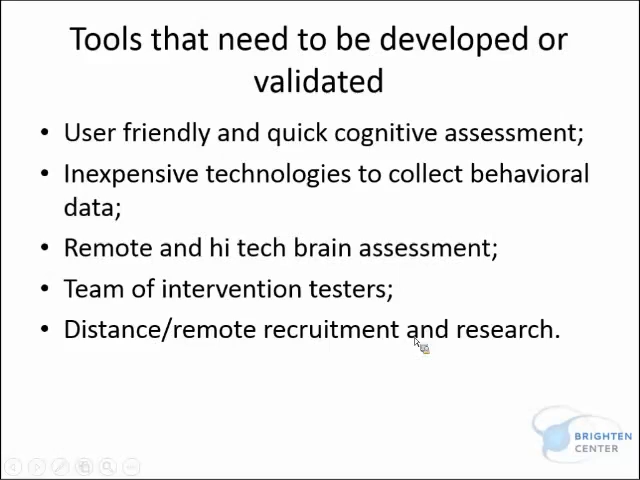 Tools that need to be developed or
validated
• User friendly and quick cognitive assessment;
• Inexpensive technologies to collect behavioral
data;
• Remote and hi tech brain assessment;
• Team of intervention testers;
• Distance/remote recruitment and research.
BRIGHTEN
CENTER